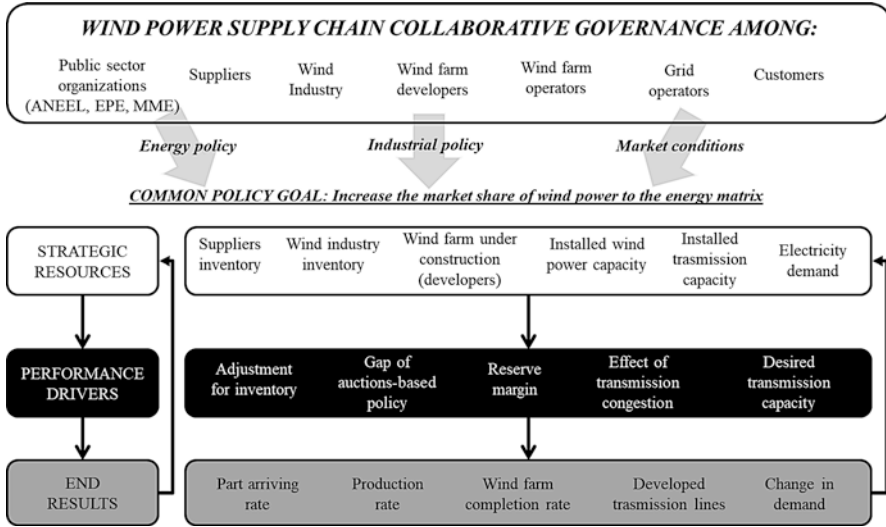 WIND POWER SUPPLY CHAIN COLLABORATIVE GOVERNANCE AMONG:
Public sector
organizations
(ANEEL, EPE, MME)
Suppliers
Wind
Industry
Wind farm
developers
Wind farm
operators
Grid
operators
Customers
Energy policy
Industrial policy
Market conditions
COMMON POLICY GOAL: Increase the market share of wind power to the energy matrix
STRATEGIC
RESOURCES
Suppliers
inventory
Wind industry
inventory
Wind farm under
construction
(developers)
Installed wind
power capacity
Installed
trasmission
capacity
Electricity
demand
PERFORMANCE
DRIVERS
Adjustment
for inventory
Gap of
auctions-based
policy
Reserve
margin
Effect of
transmission
congestion
Desired
transmission
capacity
END
RESULTS
Part arriving
rate
Production
rate
Wind farm
completion rate
Developed
trasmission lines
Change in
demand